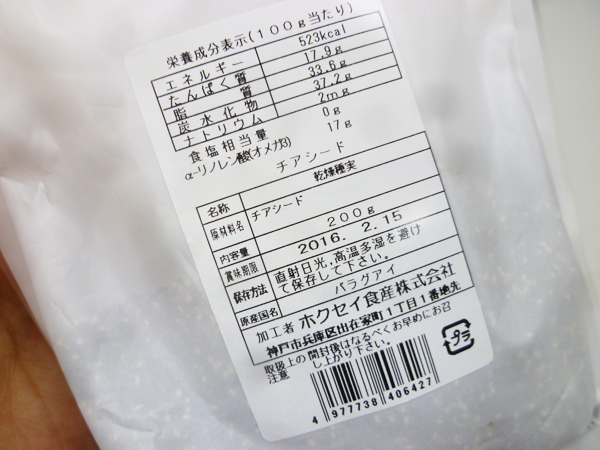 栄養成分表示(100g当たり)
エネルギー 523kcal
たんぱく質 17.9g
脂質 33.6g
炭水化物 37.2g
ナトリウム 2mg
食塩相当量 0g
α-リノレン酸(オメガ3) 17g
チアシード
名称 乾燥種実
原材料名 チアシード
内容量 200g
賞味期限 2016. 2.15
保存方法 直射日光,高温多湿を避け
て保存して下さい。
原産国名 パラグアイ
加工者 ホクセイ食産株式会社
神戸市兵庫区出在家町1丁目1番地先
取扱上の注意 開封後はなるべくお早めにお召
し上がり下さい。
プラ
4 977738 406427